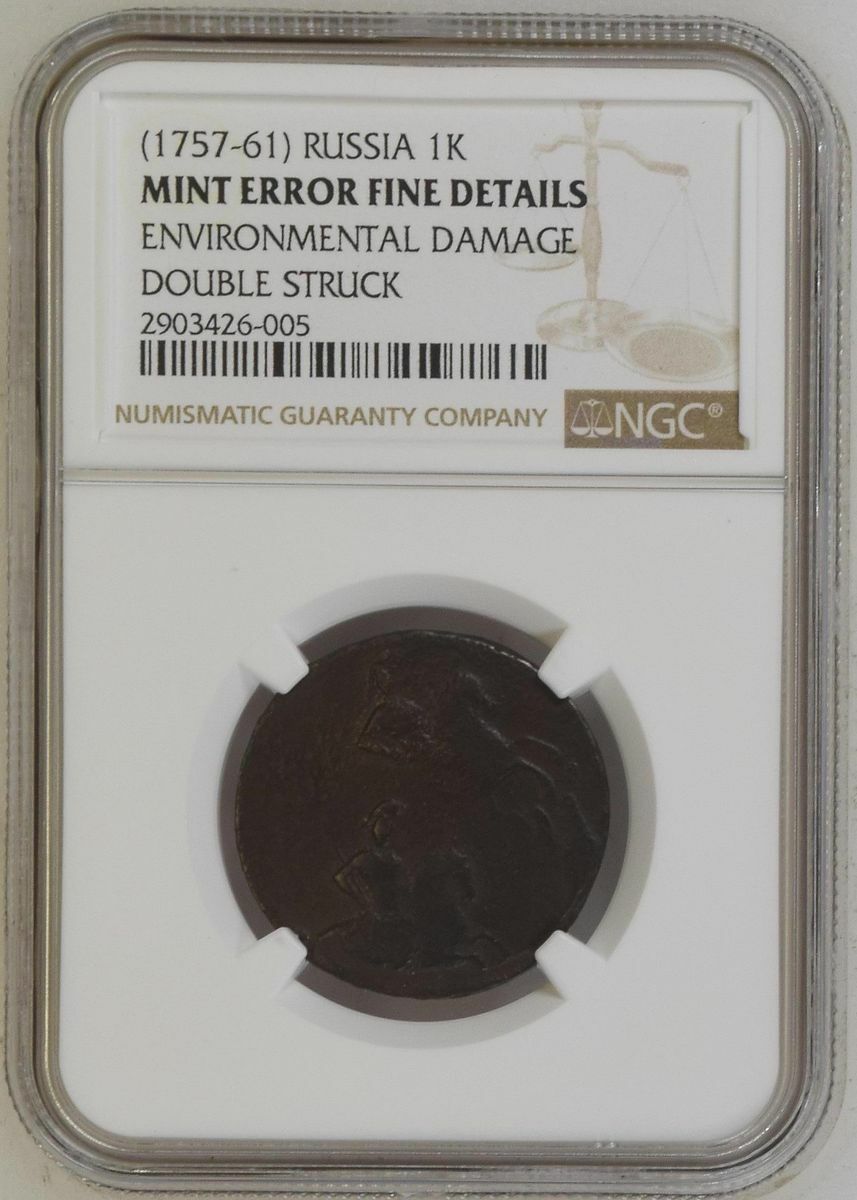 (1757-61) RUSSIA 1K
MINT ERROR FINE DETAILS
ENVIRONMENTAL DAMAGE
DOUBLE STRUCK
2903426-005
NUMISMATIC GUARANTY COMPANY
NGC®